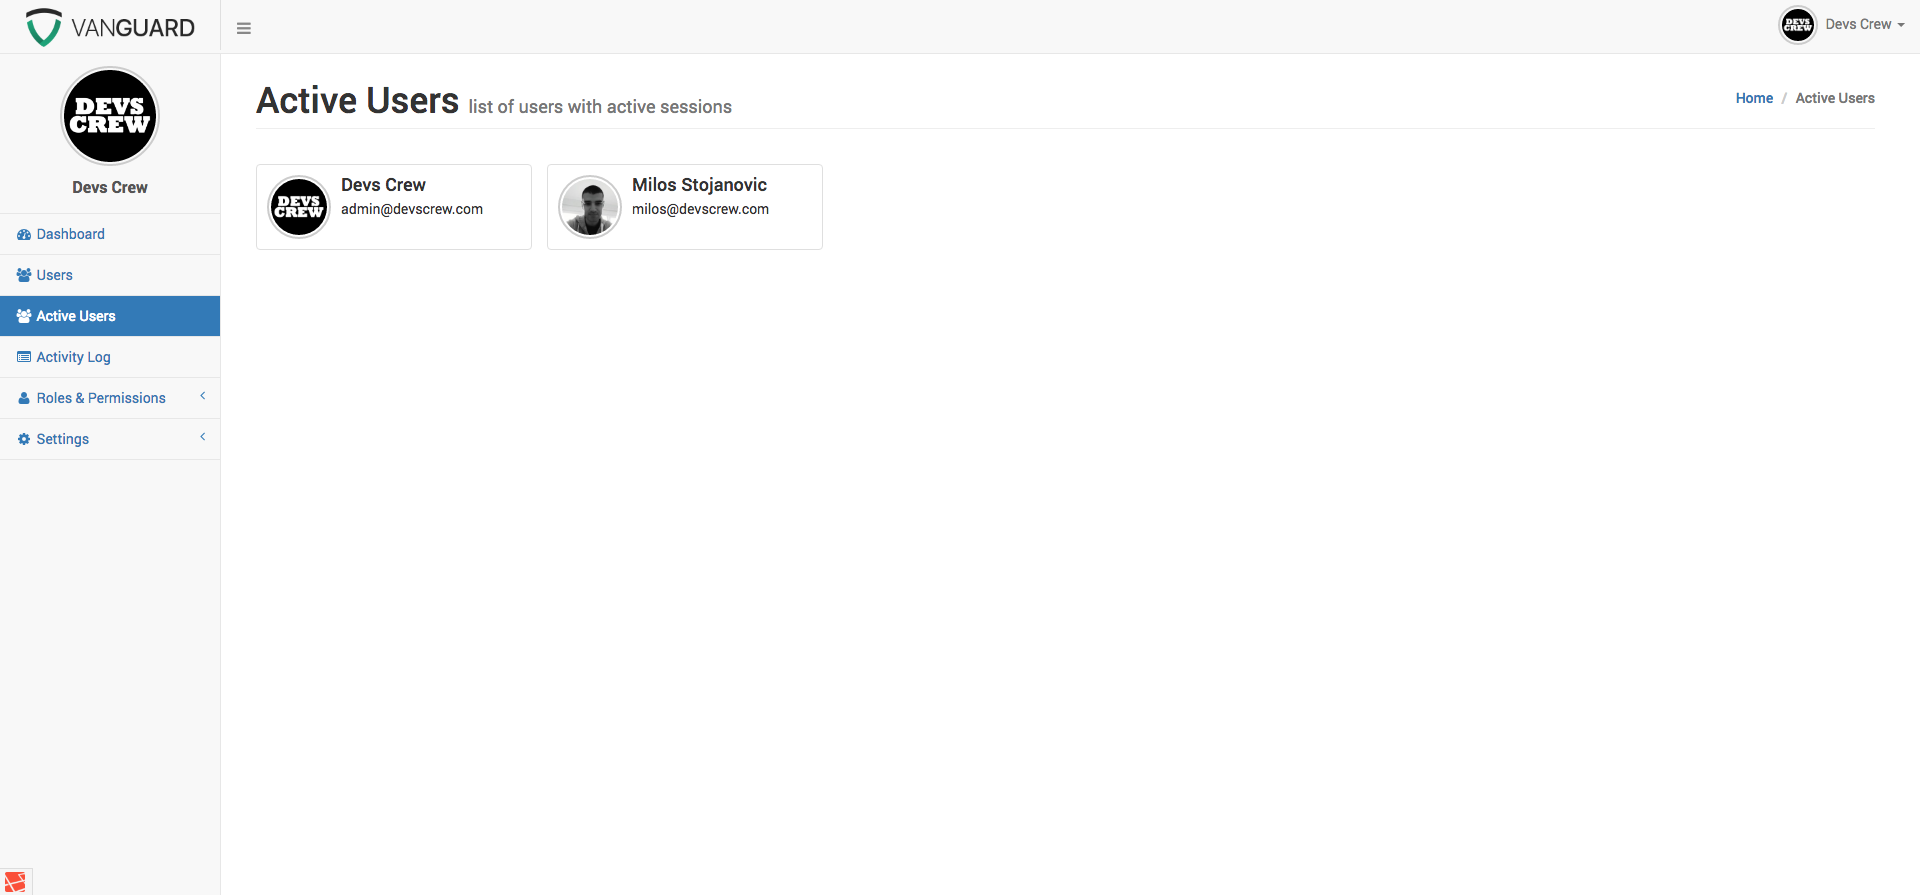 VANGUARD
DEVS
CREW
Devs Crew
DEVS
CREW
Devs Crew
Dashboard
Users
Active Users
Activity Log
Roles & Permissions
Settings
Active Users list of users with active sessions
Home / Active Users
DEVS
CREW
Devs Crew
admin@devscrew.com
Milos Stojanovic
milos@devscrew.com